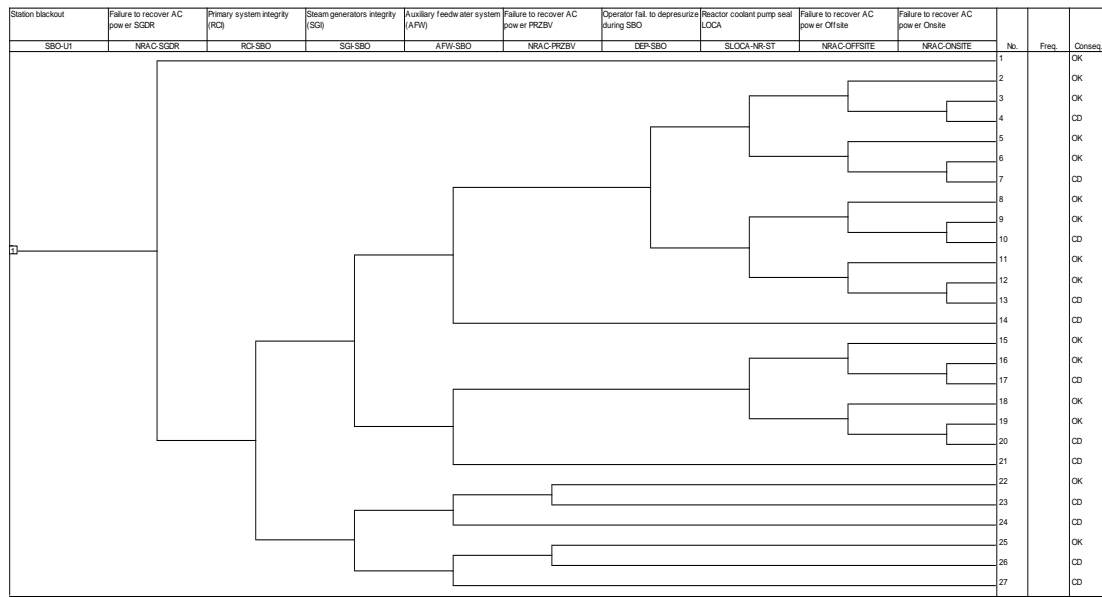 Station blackout
Failure to recover AC
power SGDR
Primary system integrity
(RCI)
Steam generators integrity
(SGI)
Auxiliary feedwater system
(AFW)
Failure to recover AC
power PRZBV
Operator fail. to depresurize
during SBO
Reactor coolant pump seal
LOCA
Failure to recover AC
power Offsite
Failure to recover AC
power Onsite
SBO-U1 NRAC-SGDR RCI-SBO SGI-SBO AFW-SBO NRAC-PRZBV DEP-SBO SLOCA-NR-ST NRAC-OFFSITE NRAC-ONSITE No. Freq. Conseq.
1 OK
2 OK
3 OK
4 CD
5 OK
6 OK
7 CD
8 OK
9 OK
10 CD
11 OK
12 OK
13 CD
14 CD
15 OK
16 OK
17 CD
18 OK
19 OK
20 CD
21 CD
22 OK
23 CD
24 CD
25 OK
26 CD
27 CD
1